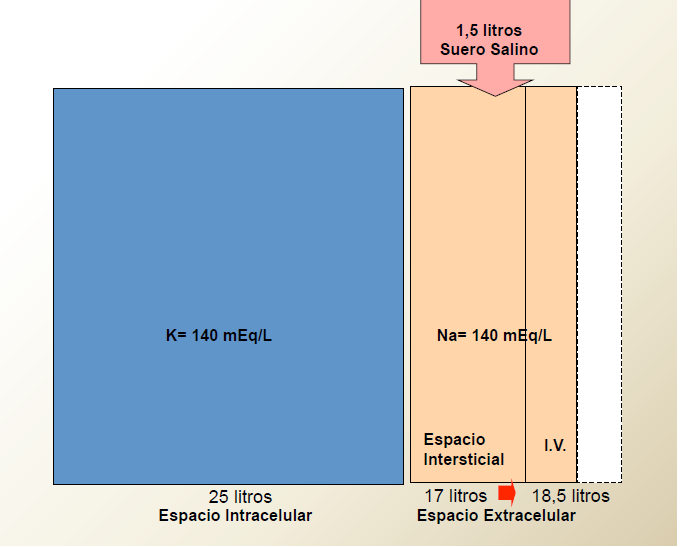 1,5 litros
Suero Salino
K= 140 mEq/L
Na= 140 mEq/L
Espacio
Intersticial
I.V.
25 litros
Espacio Intracelular
17 litros
18,5 litros
Espacio Extracelular